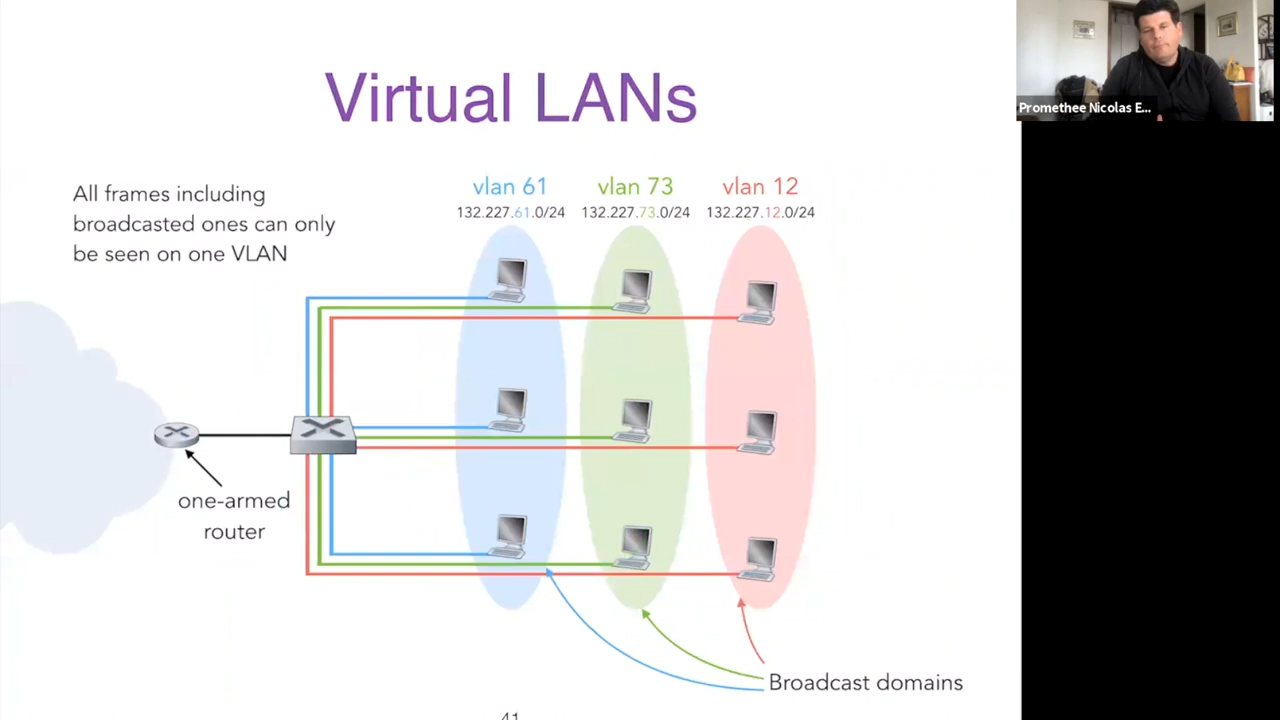 Virtual LANs
Promethee Nicolas E...
All frames including
broadcasted ones can only
be seen on one VLAN
vlan 61
132.227.61.0/24
vlan 73
132.227.73.0/24
vlan 12
132.227.12.0/24
one-armed
router
Broadcast domains
41